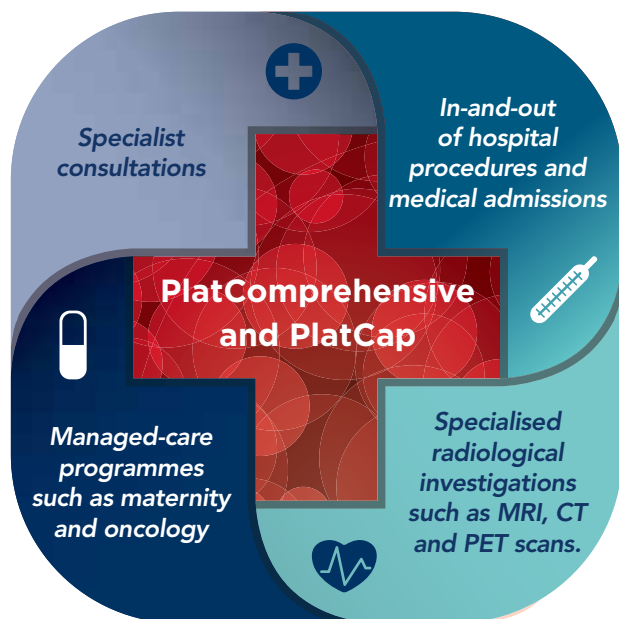 Specialist
consultations
In-and-out
of hospital
procedures and
medical admissions
PlatComprehensive
and PlatCap
Managed-care
programmes
such as maternity
and oncology
Specialised
radiological
investigations
such as MRI, CT
and PET scans.